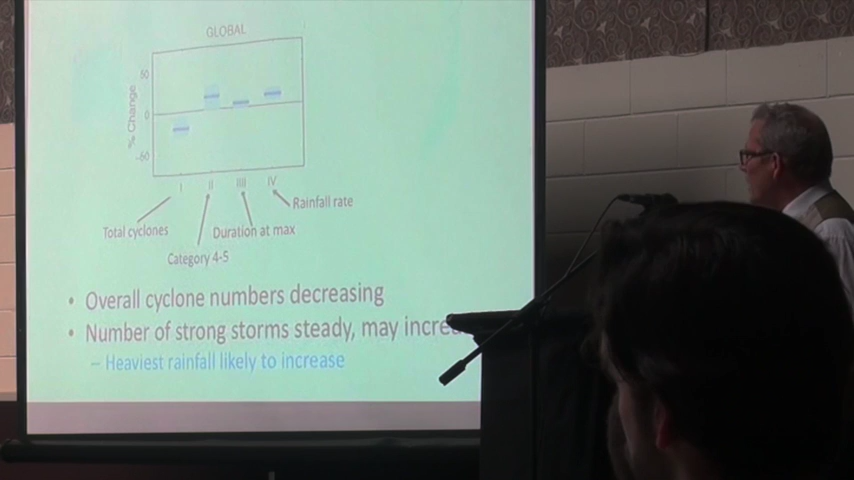 GLOBAL
50
% Change
0
-50
I II III IV
Rainfall rate
Total cyclones
Duration at max
Category 4-5
• Overall cyclone numbers decreasing
• Number of strong storms steady, may increa
– Heaviest rainfall likely to increase